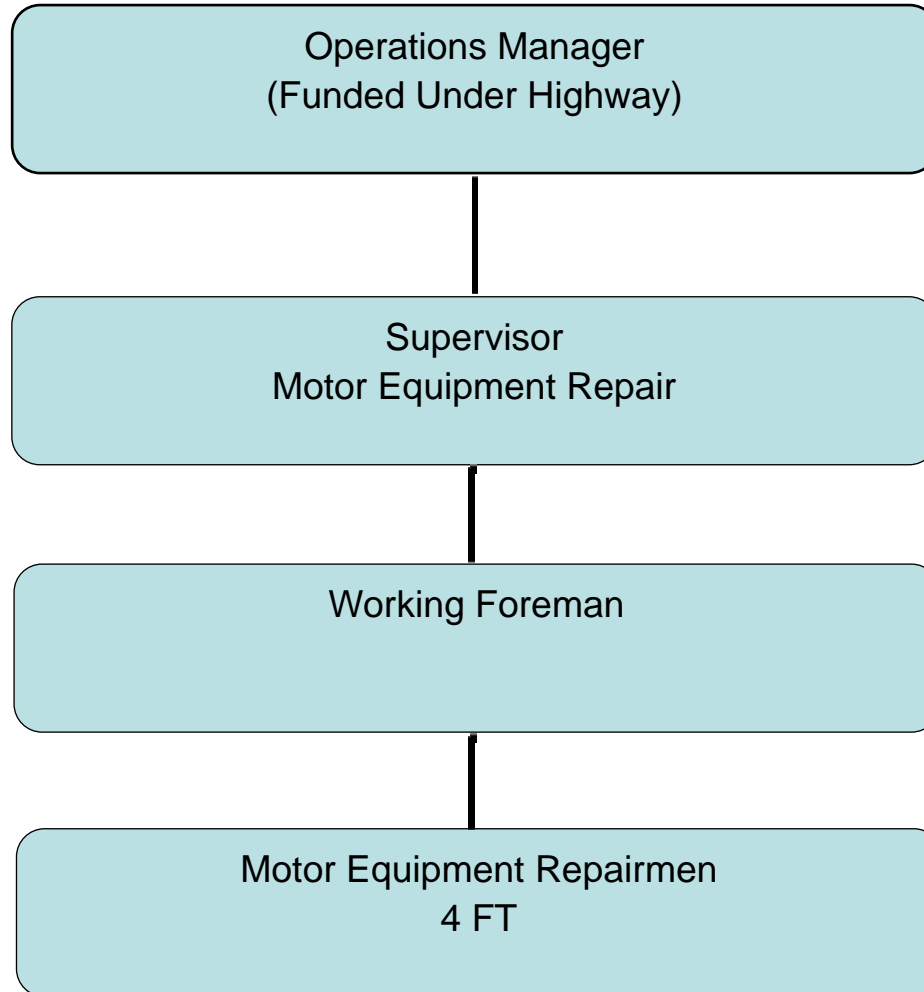 Operations Manager
(Funded Under Highway)
Supervisor
Motor Equipment Repair
Working Foreman
Motor Equipment Repairmen
4 FT